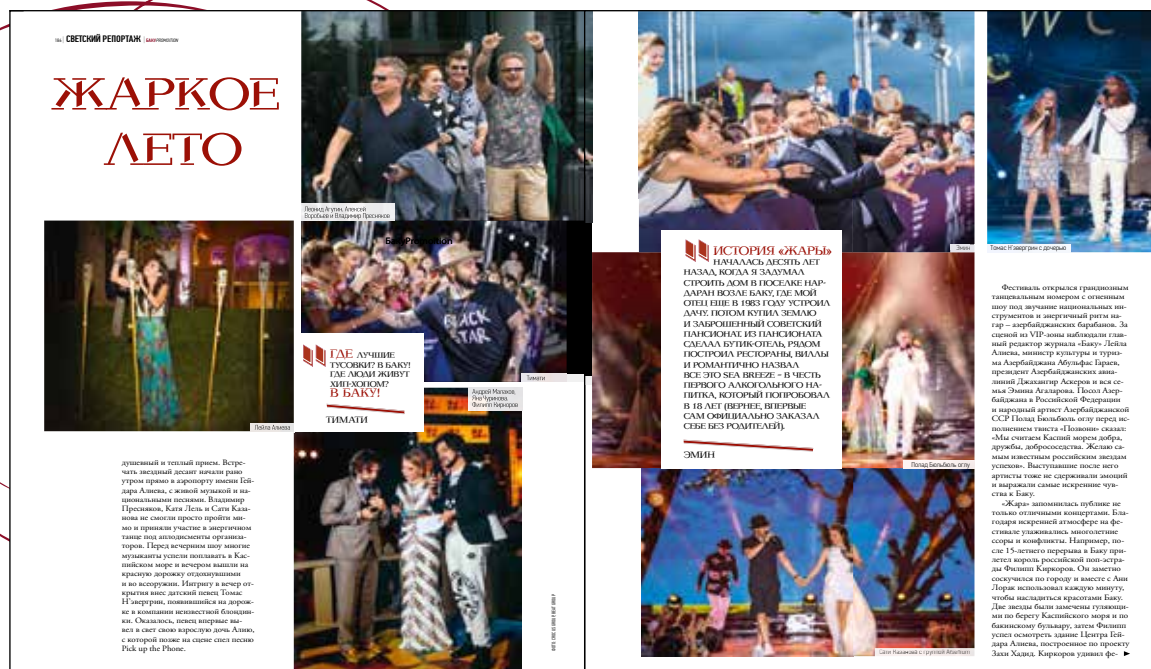 184 | СВЕТСКИЙ РЕПОРТАЖ | БАКУPROMOTION
ЖАРКОЕ
ЛЕТО
Леонид Агутин, Алексей
Воробьев и Владимир Пресняков
Лейла Алиева
БакуPromotion
BLACK
STAR
ГДЕ ЛУЧШИЕ
ТУСОВКИ? В БАКУ!
ГДЕ ЛЮДИ ЖИВУТ
ХИП-ХОПОМ?
В БАКУ!
ТИМАТИ
Тимати
Андрей Малахов,
Яна Чурикова,
Филипп Киркоров
душевный и теплый прием. Встре-
чать звездный десант начали рано
утром прямо в аэропорту имени Гей-
дара Алиева, с живой музыкой и на-
циональными песнями. Владимир
Пресняков, Катя Лель и Сати Каза-
нова не смогли просто пройти ми-
мо и приняли участие в энергичном
танце под аплодисменты организа-
торов. Перед вечерним шоу многие
музыканты успели поплавать в Кас-
пийском море и вечером вышли на
красную дорожку отдохнувшими
и во всеоружии. Интригу в вечер от-
крытия внес датский певец Томас
Н'эвергрин, появившийся на дорож-
ке в компании неизвестной блондин-
ки. Оказалось, певец впервые вы-
вел в свет свою взрослую дочь Алию,
с которой позже на сцене спел песню
Pick up the Phone.
Эмин
Томас Н'эвергрин с дочерью
ИСТОРИЯ «ЖАРЫ»
НАЧАЛАСЬ ДЕСЯТЬ ЛЕТ
НАЗАД, КОГДА Я ЗАДУМАЛ
СТРОИТЬ ДОМ В ПОСЕЛКЕ НАР-
ДАРАН ВОЗЛЕ БАКУ, ГДЕ МОЙ
ОТЕЦ ЕЩЕ В 1983 ГОДУ УСТРОИЛ
ДАЧУ. ПОТОМ КУПИЛ ЗЕМЛЮ
И ЗАБРОШЕННЫЙ СОВЕТСКИЙ
ПАНСИОНАТ. ИЗ ПАНСИОНАТА
СДЕЛАЛ БУТИК-ОТЕЛЬ, РЯДОМ
ПОСТРОИЛ РЕСТОРАНЫ, ВИЛЛЫ
И РОМАНТИЧНО НАЗВАЛ
ВСЕ ЭТО SEA BREEZE – В ЧЕСТЬ
ПЕРВОГО АЛКОГОЛЬНОГО НА-
ПИТКА, КОТОРЫЙ ПОПРОБОВАЛ
В 18 ЛЕТ (ВЕРНЕЕ, ВПЕРВЫЕ
САМ ОФИЦИАЛЬНО ЗАКАЗАЛ
СЕБЕ БЕЗ РОДИТЕЛЕЙ).
ЭМИН
Полад Бюльбюль оглу
Сати Казанова с группой
Фестиваль открылся грандиозным
танцевальным номером с огненным
шоу под звучание национальных ин-
струментов и энергичный ритм на-
гар – азербайджанских барабанов. За
сценой из VIP-зоны наблюдали глав-
ный редактор журнала «Баку» Лейла
Алиева, министр культуры и туриз-
ма Азербайджана Абульфас Гараев,
президент Азербайджанских авиа-
линий Джахангир Аскеров и вся се-
мья Эмина Агаларова. Посол Азер-
байджана в Российской Федерации
и народный артист Азербайджанской
ССР Полад Бюльбюль оглу перед ис-
полнением твиста «Позвони» сказал:
«Мы считаем Каспий морем добра,
дружбы, добрососедства. Желаю са-
мым известным российским звездам
успехов». Выступавшие после него
артисты тоже не сдерживали эмоций
и выражали самые искренние чув-
ства к Баку.
«Жара» запомнилась публике не
только отличными концертами. Бла-
годаря искренней атмосфере на фе-
стивале улаживались многолетние
ссоры и конфликты. Например, по-
сле 15-летнего перерыва в Баку при-
летел король российской поп-эстра-
ды Филипп Киркоров. Он заметно
соскучился по городу и вместе с Ани
Лорак использовал каждую минуту,
чтобы насладиться красотами Баку.
Две звезды были замечены гуляющи-
ми по берегу Каспийского моря и по
бакинскому бульвару, затем Филипп
успел осмотреть здание Центра Гей-
дара Алиева, построенное по проекту
Захи Хадид. Киркоров удивил фе-